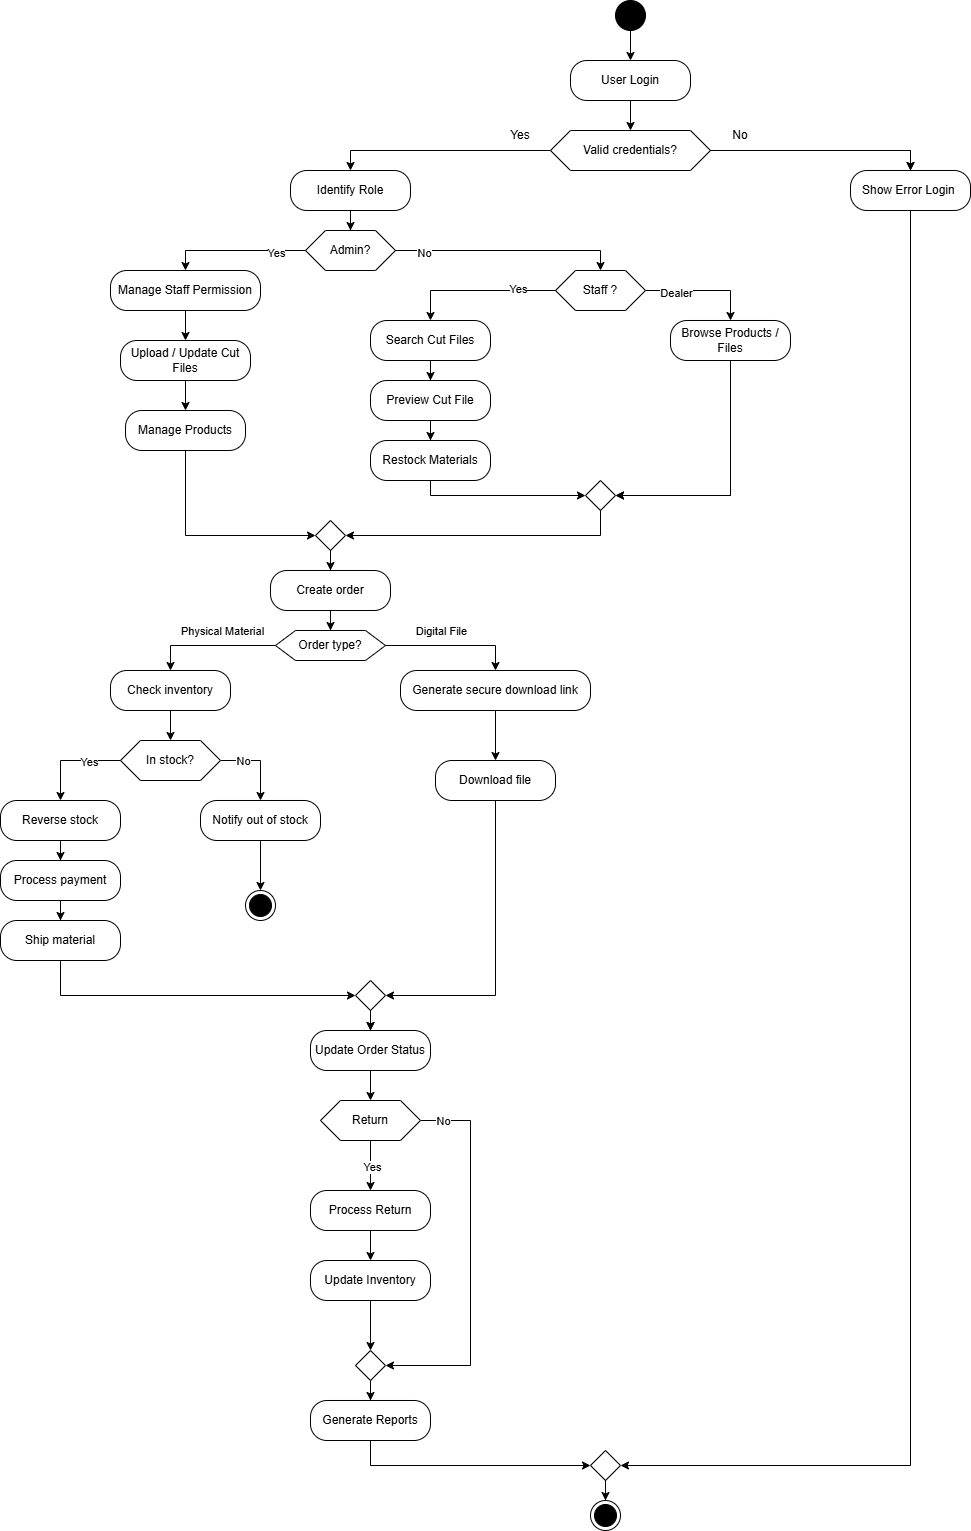 User Login
Yes
Valid credentials?
No
Identify Role
Show Error Login
Yes
Admin?
No
Manage Staff Permission
Yes
Staff ?
Dealer
Upload / Update Cut
Files
Search Cut Files
Browse Products /
Files
Preview Cut File
Manage Products
Restock Materials
Create order
Physical Material
Order type?
Digital File
Check inventory
Generate secure download link
Yes
In stock?
No
Download file
Reverse stock
Notify out of stock
Process payment
Ship material
Update Order Status
Return
No
Yes
Process Return
Update Inventory
Generate Reports